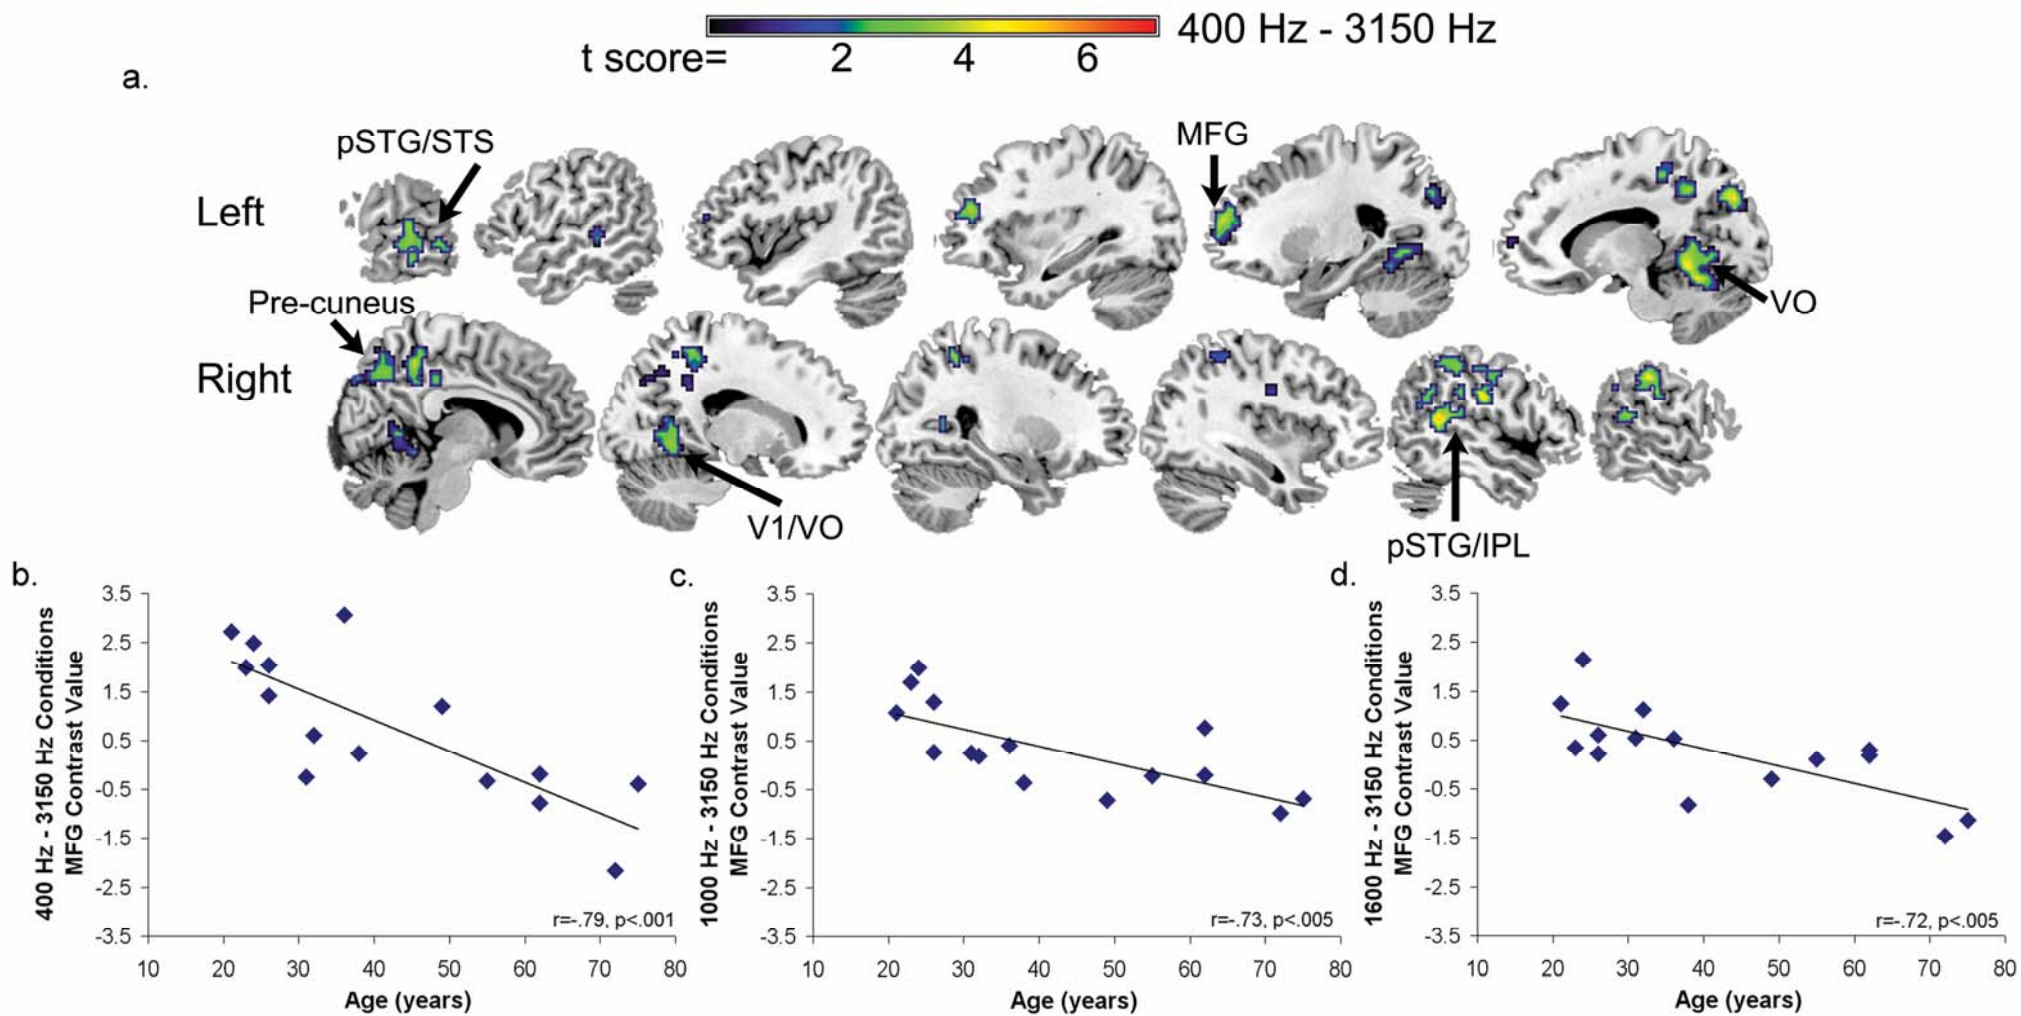 400 Hz - 3150 Hz
t score= 2 4 6
a.
pSTG/STS
MFG
Left
VO
Pre-cuneus
Right
V1/VO
pSTG/IPL
b.
400 Hz - 3150 Hz Conditions
MFG Contrast Value
3.5
2.5
1.5
0.5
-0.5
-1.5
-2.5
-3.5
r=-.79, p<.001
10 20 30 40 50 60 70 80
Age (years)
c.
1000 Hz - 3150 Hz Conditions
MFG Contrast Value
3.5
2.5
1.5
0.5
-0.5
-1.5
-2.5
-3.5
r=-.73, p<.005
10 20 30 40 50 60 70 80
Age (years)
d.
1600 Hz - 3150 Hz Conditions
MFG Contrast Value
3.5
2.5
1.5
0.5
-0.5
-1.5
-2.5
-3.5
r=-.72, p<.005
10 20 30 40 50 60 70 80
Age (years)